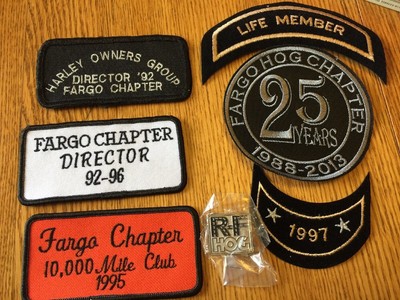 HARLEY OWNERS GROUP
DIRECTOR '92
FARGO CHAPTER
FARGO CHAPTER
DIRECTOR
92-96
Fargo Chapter
10,000 Mile Club
1995
LIFE MEMBER
FARGO HOG CHAPTER
25
YEARS
1988-2013
R-F
HOG
1997